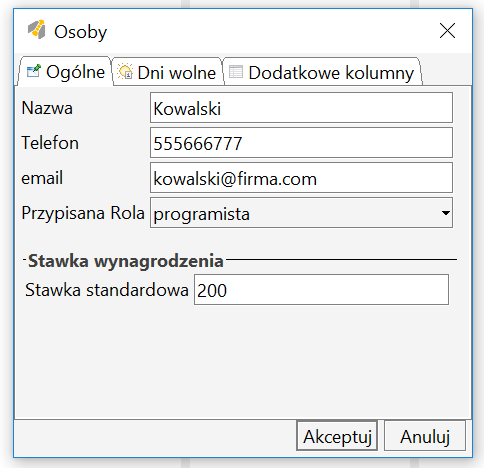 Osoby
Ogólne Dni wolne Dodatkowe kolumny
Nazwa Kowalski
Telefon 555666777
email kowalski@firma.com
Przypisana Rola programista
Stawka wynagrodzenia
Stawka standardowa 200
Akceptuj Anuluj